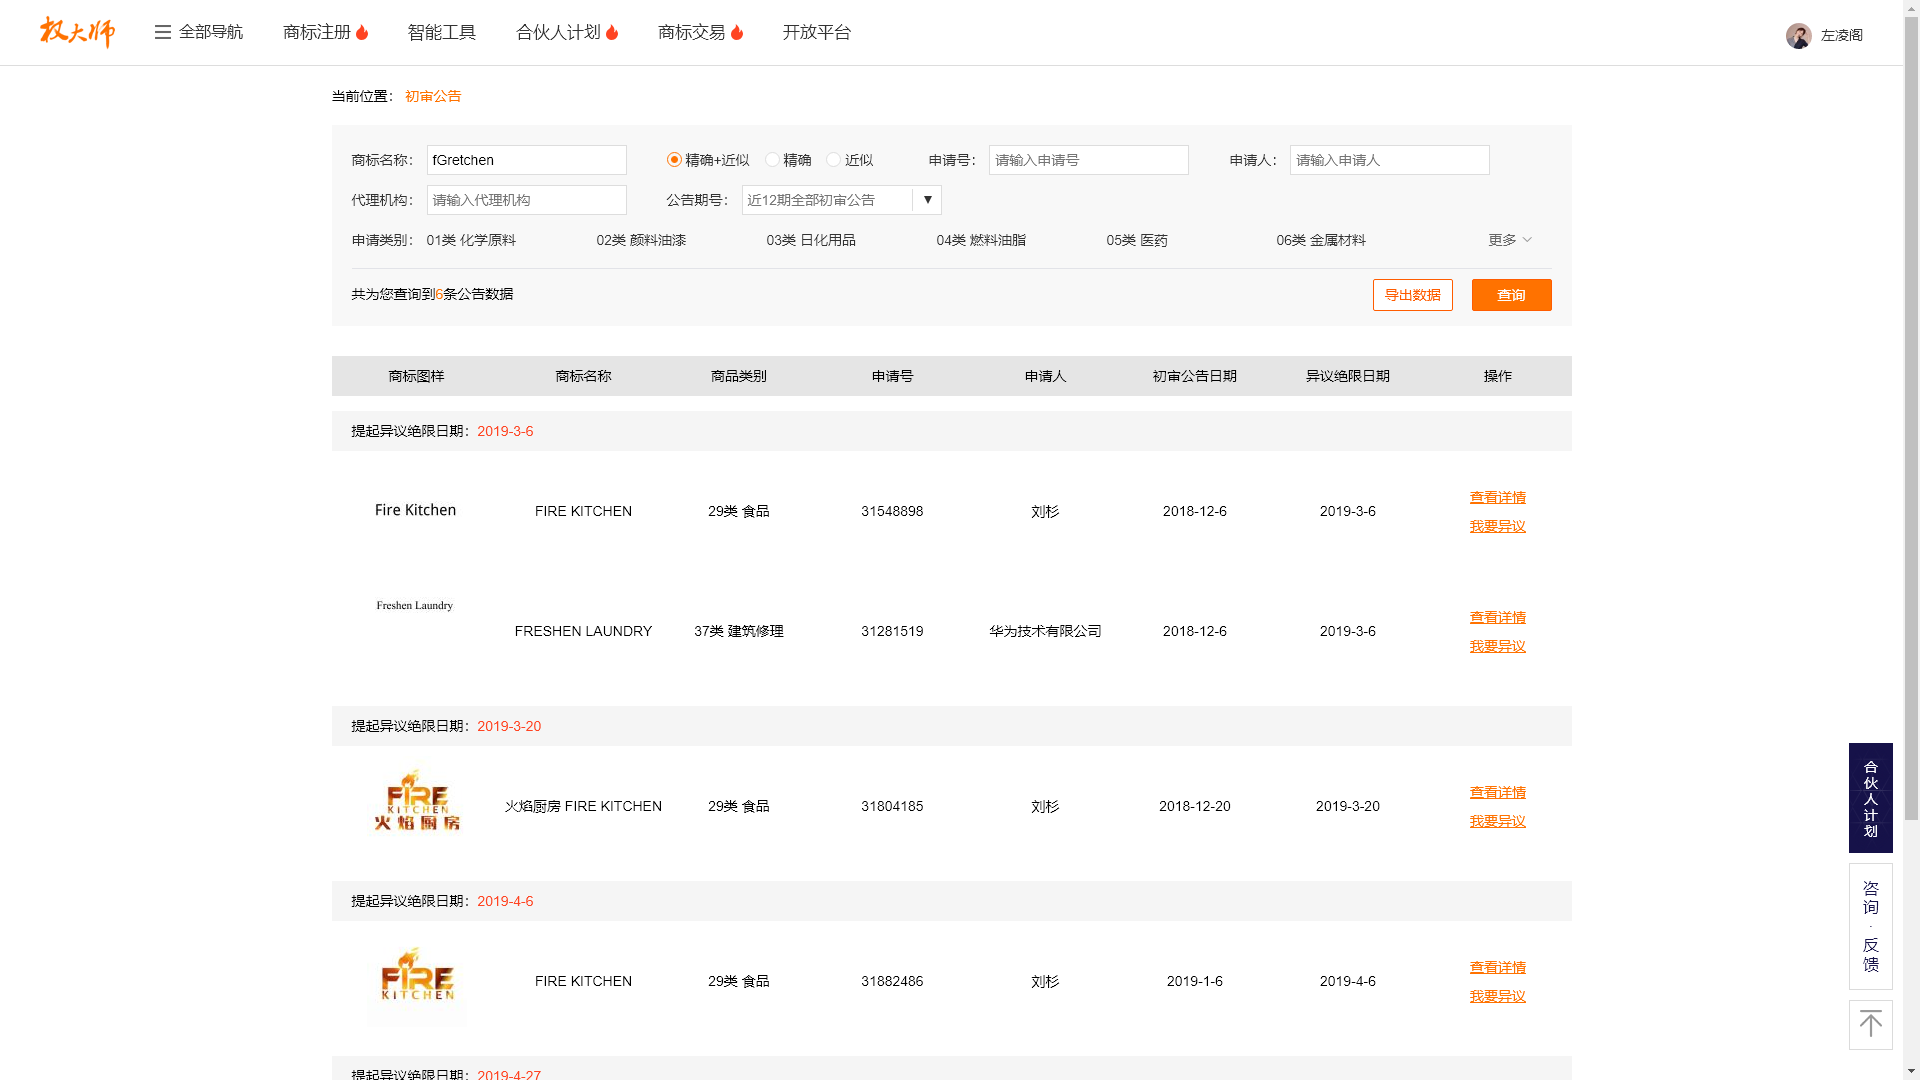 权大师
全部导航 商标注册 智能工具 合伙人计划 商标交易 开放平台 左凌阁
当前位置： 初审公告
商标名称： fGretchen 精确+近似 精确 近似 申请号： 请输入申请号 申请人： 请输入申请人
代理机构： 请输入代理机构 公告期号： 近12期全部初审公告 ▼
申请类别： 01类 化学原料 02类 颜料油漆 03类 日化用品 04类 燃料油脂 05类 医药 06类 金属材料 更多
共为您查询到6条公告数据 导出数据 查询
商标图样 商标名称 商品类别 申请号 申请人 初审公告日期 异议绝限日期 操作
提起异议绝限日期： 2019-3-6
Fire Kitchen FIRE KITCHEN 29类 食品 31548898 刘杉 2018-12-6 2019-3-6 查看详情
我要异议
Freshen Laundry FRESHEN LAUNDRY 37类 建筑修理 31281519 华为技术有限公司 2018-12-6 2019-3-6 查看详情
我要异议
提起异议绝限日期： 2019-3-20
FIRE
KITCHEN
火焰厨房
火焰厨房 FIRE KITCHEN 29类 食品 31804185 刘杉 2018-12-20 2019-3-20 查看详情
我要异议
提起异议绝限日期： 2019-4-6
FIRE
KITCHEN
FIRE KITCHEN 29类 食品 31882486 刘杉 2019-1-6 2019-4-6 查看详情
我要异议
提起异议绝限日期： 2019-4-27
合伙人计划
咨询·反馈